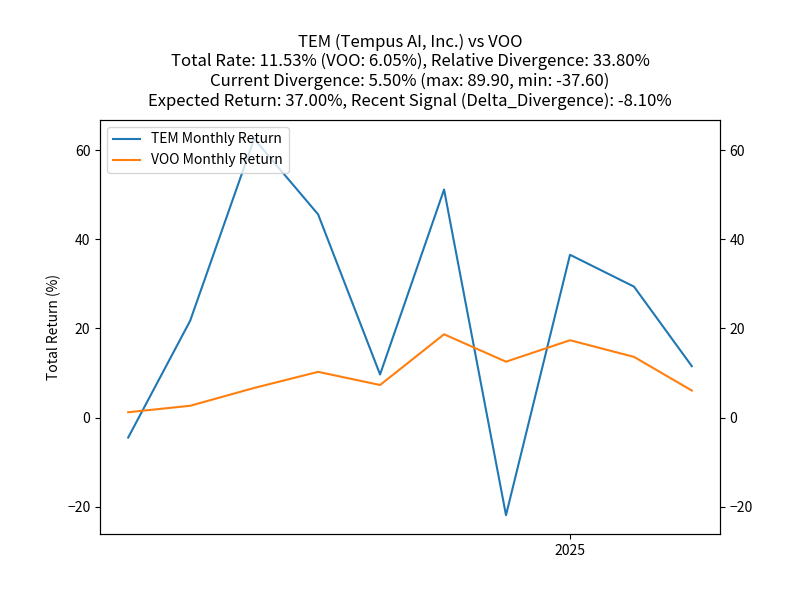 TEM (Tempus AI, Inc.) vs VOO
Total Rate: 11.53% (VOO: 6.05%), Relative Divergence: 33.80%
Current Divergence: 5.50% (max: 89.90, min: -37.60)
Expected Return: 37.00%, Recent Signal (Delta_Divergence): -8.10%
TEM Monthly Return
VOO Monthly Return
60
40
20
0
−20
60
40
20
0
−20
Total Return (%)
2025